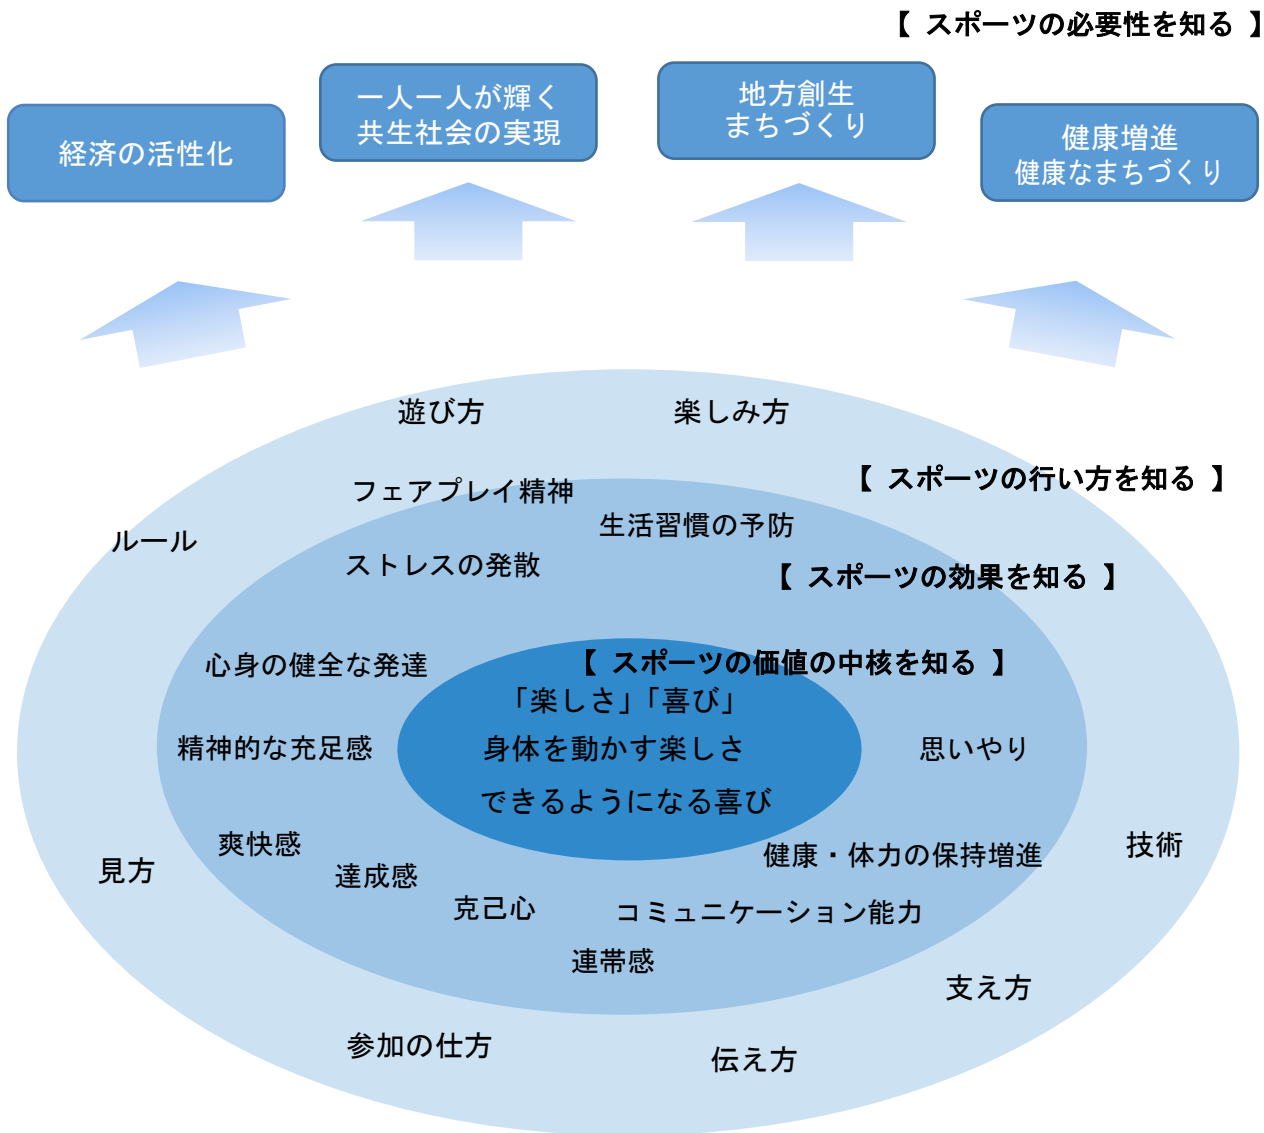 【 スポーツの必要性を知る 】
経済の活性化
一人一人が輝く
共生社会の実現
地方創生
まちづくり
健康増進
健康なまちづくり
遊び方
楽しみ方
【 スポーツの行い方を知る 】
フェアプレイ精神
生活習慣の予防
ルール
ストレスの発散
【 スポーツの効果を知る 】
心身の健全な発達
【 スポーツの価値の中核を知る 】
「楽しさ」「喜び」
精神的な充足感
身体を動かす楽しさ
思いやり
できるようになる喜び
爽快感
技術
健康・体力の保持増進
見方
達成感
克己心
コミュニケーション能力
連帯感
支え方
参加の仕方
伝え方